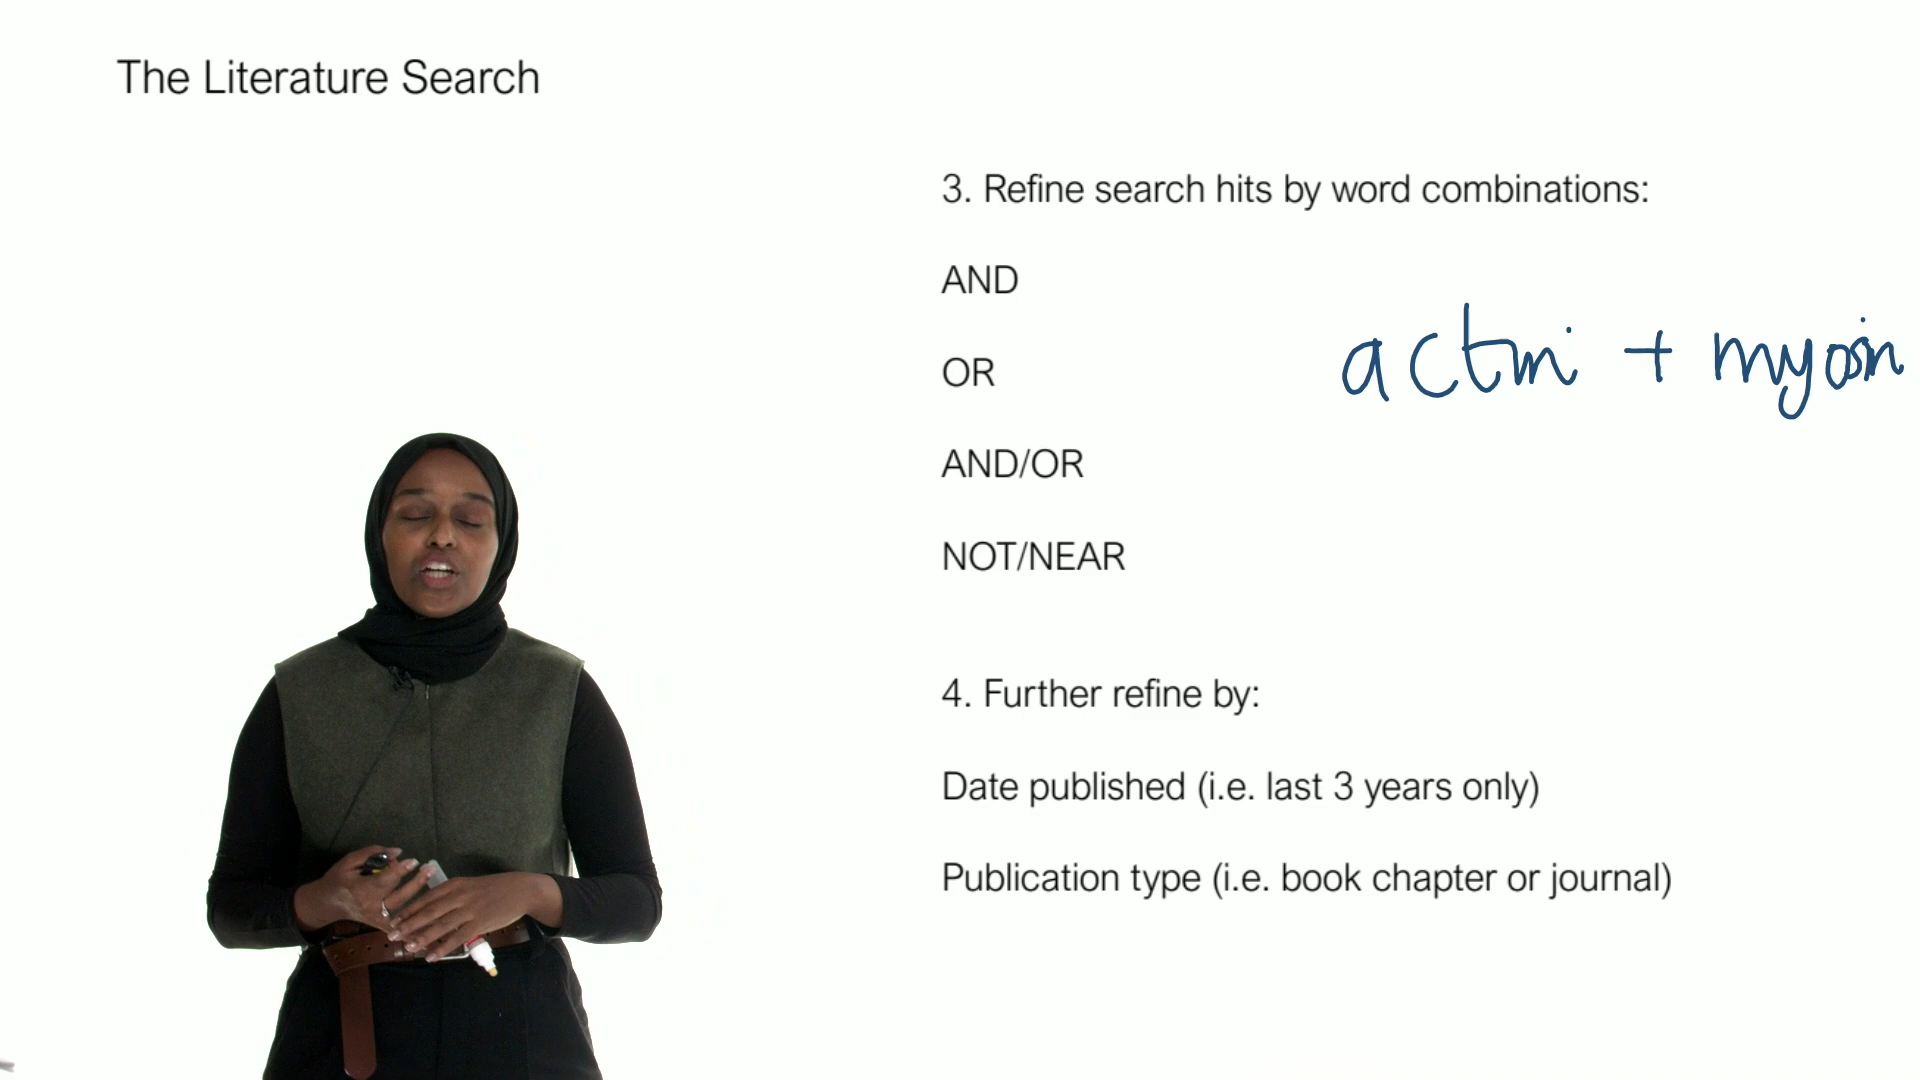 The Literature Search
3. Refine search hits by word combinations:
AND
OR
actin + myosin
AND/OR
NOT/NEAR
4. Further refine by:
Date published (i.e. last 3 years only)
Publication type (i.e. book chapter or journal)